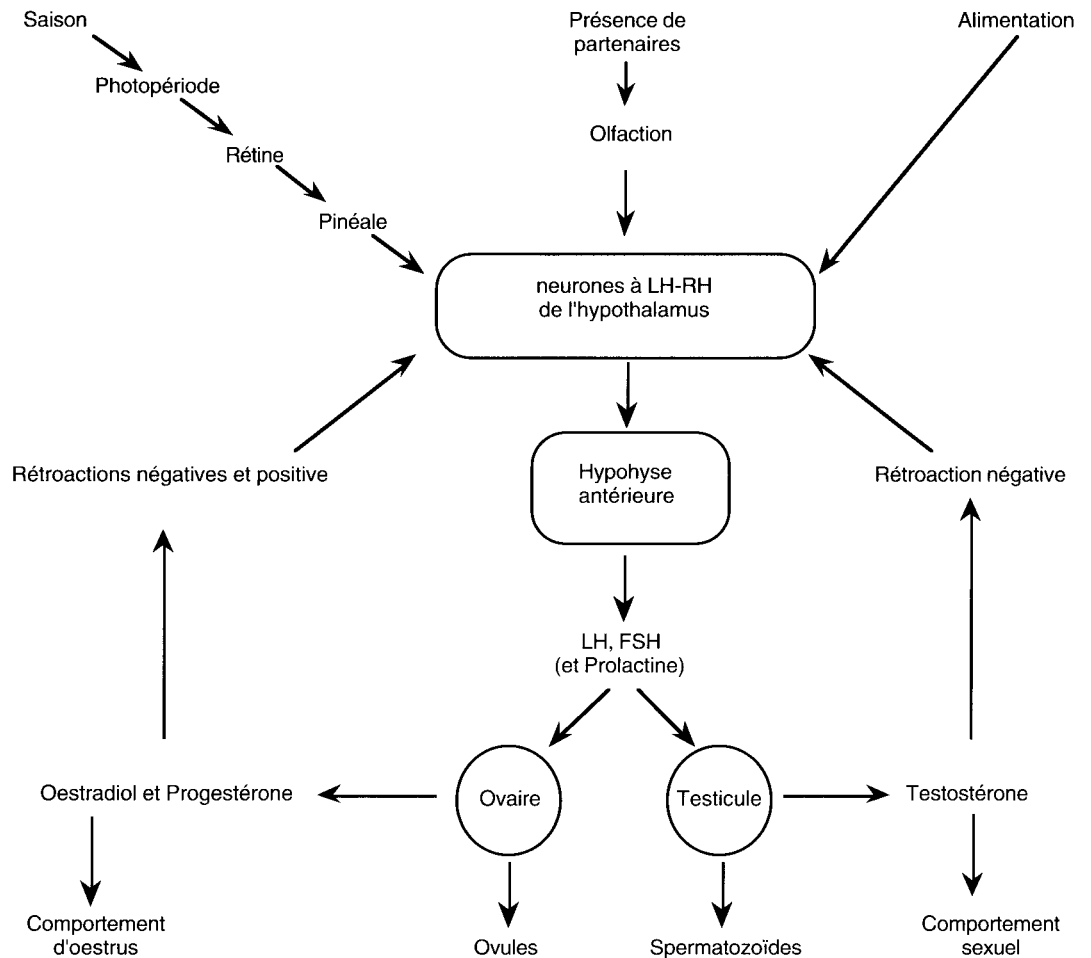 Saison
Présence de
partenaires
Alimentation
Photopériode
Olfaction
Rétine
Pinéale
neurones à LH-RH
de l'hypothalamus
Rétroactions négatives et positive
Hypohyse
antérieure
Rétroaction négative
LH, FSH
(et Prolactine)
Oestradiol et Progestérone
Ovaire
Testicule
Testostérone
Comportement
d'oestrus
Ovules
Spermatozoïdes
Comportement
sexuel